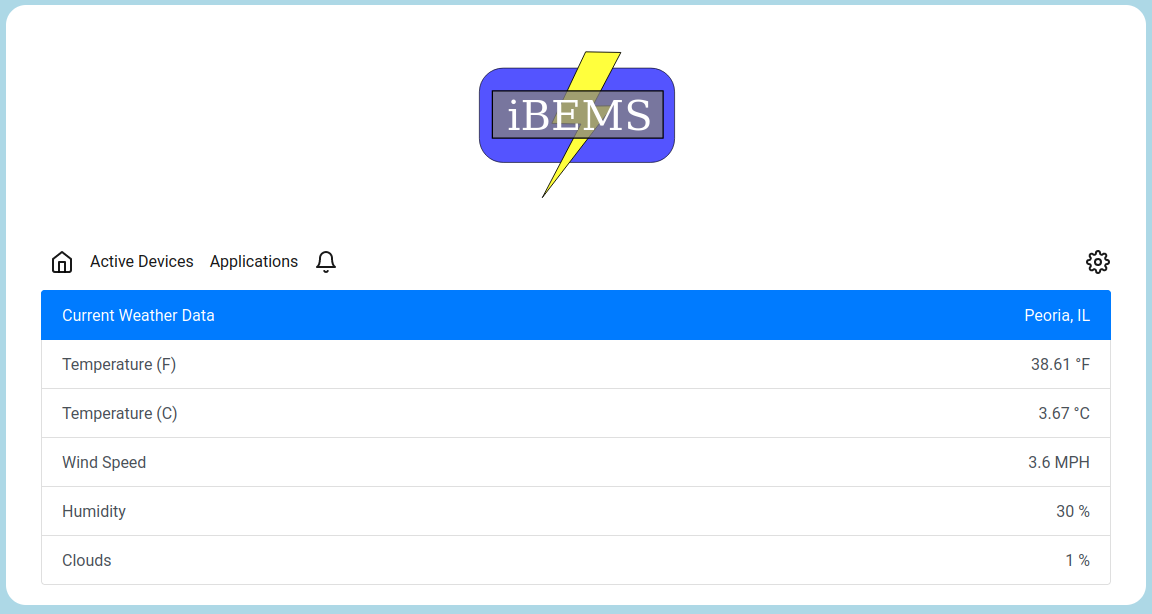 iBEMS
Active Devices Applications
Current Weather Data Peoria, IL
Temperature (F) 38.61 °F
Temperature (C) 3.67 °C
Wind Speed 3.6 MPH
Humidity 30 %
Clouds 1 %